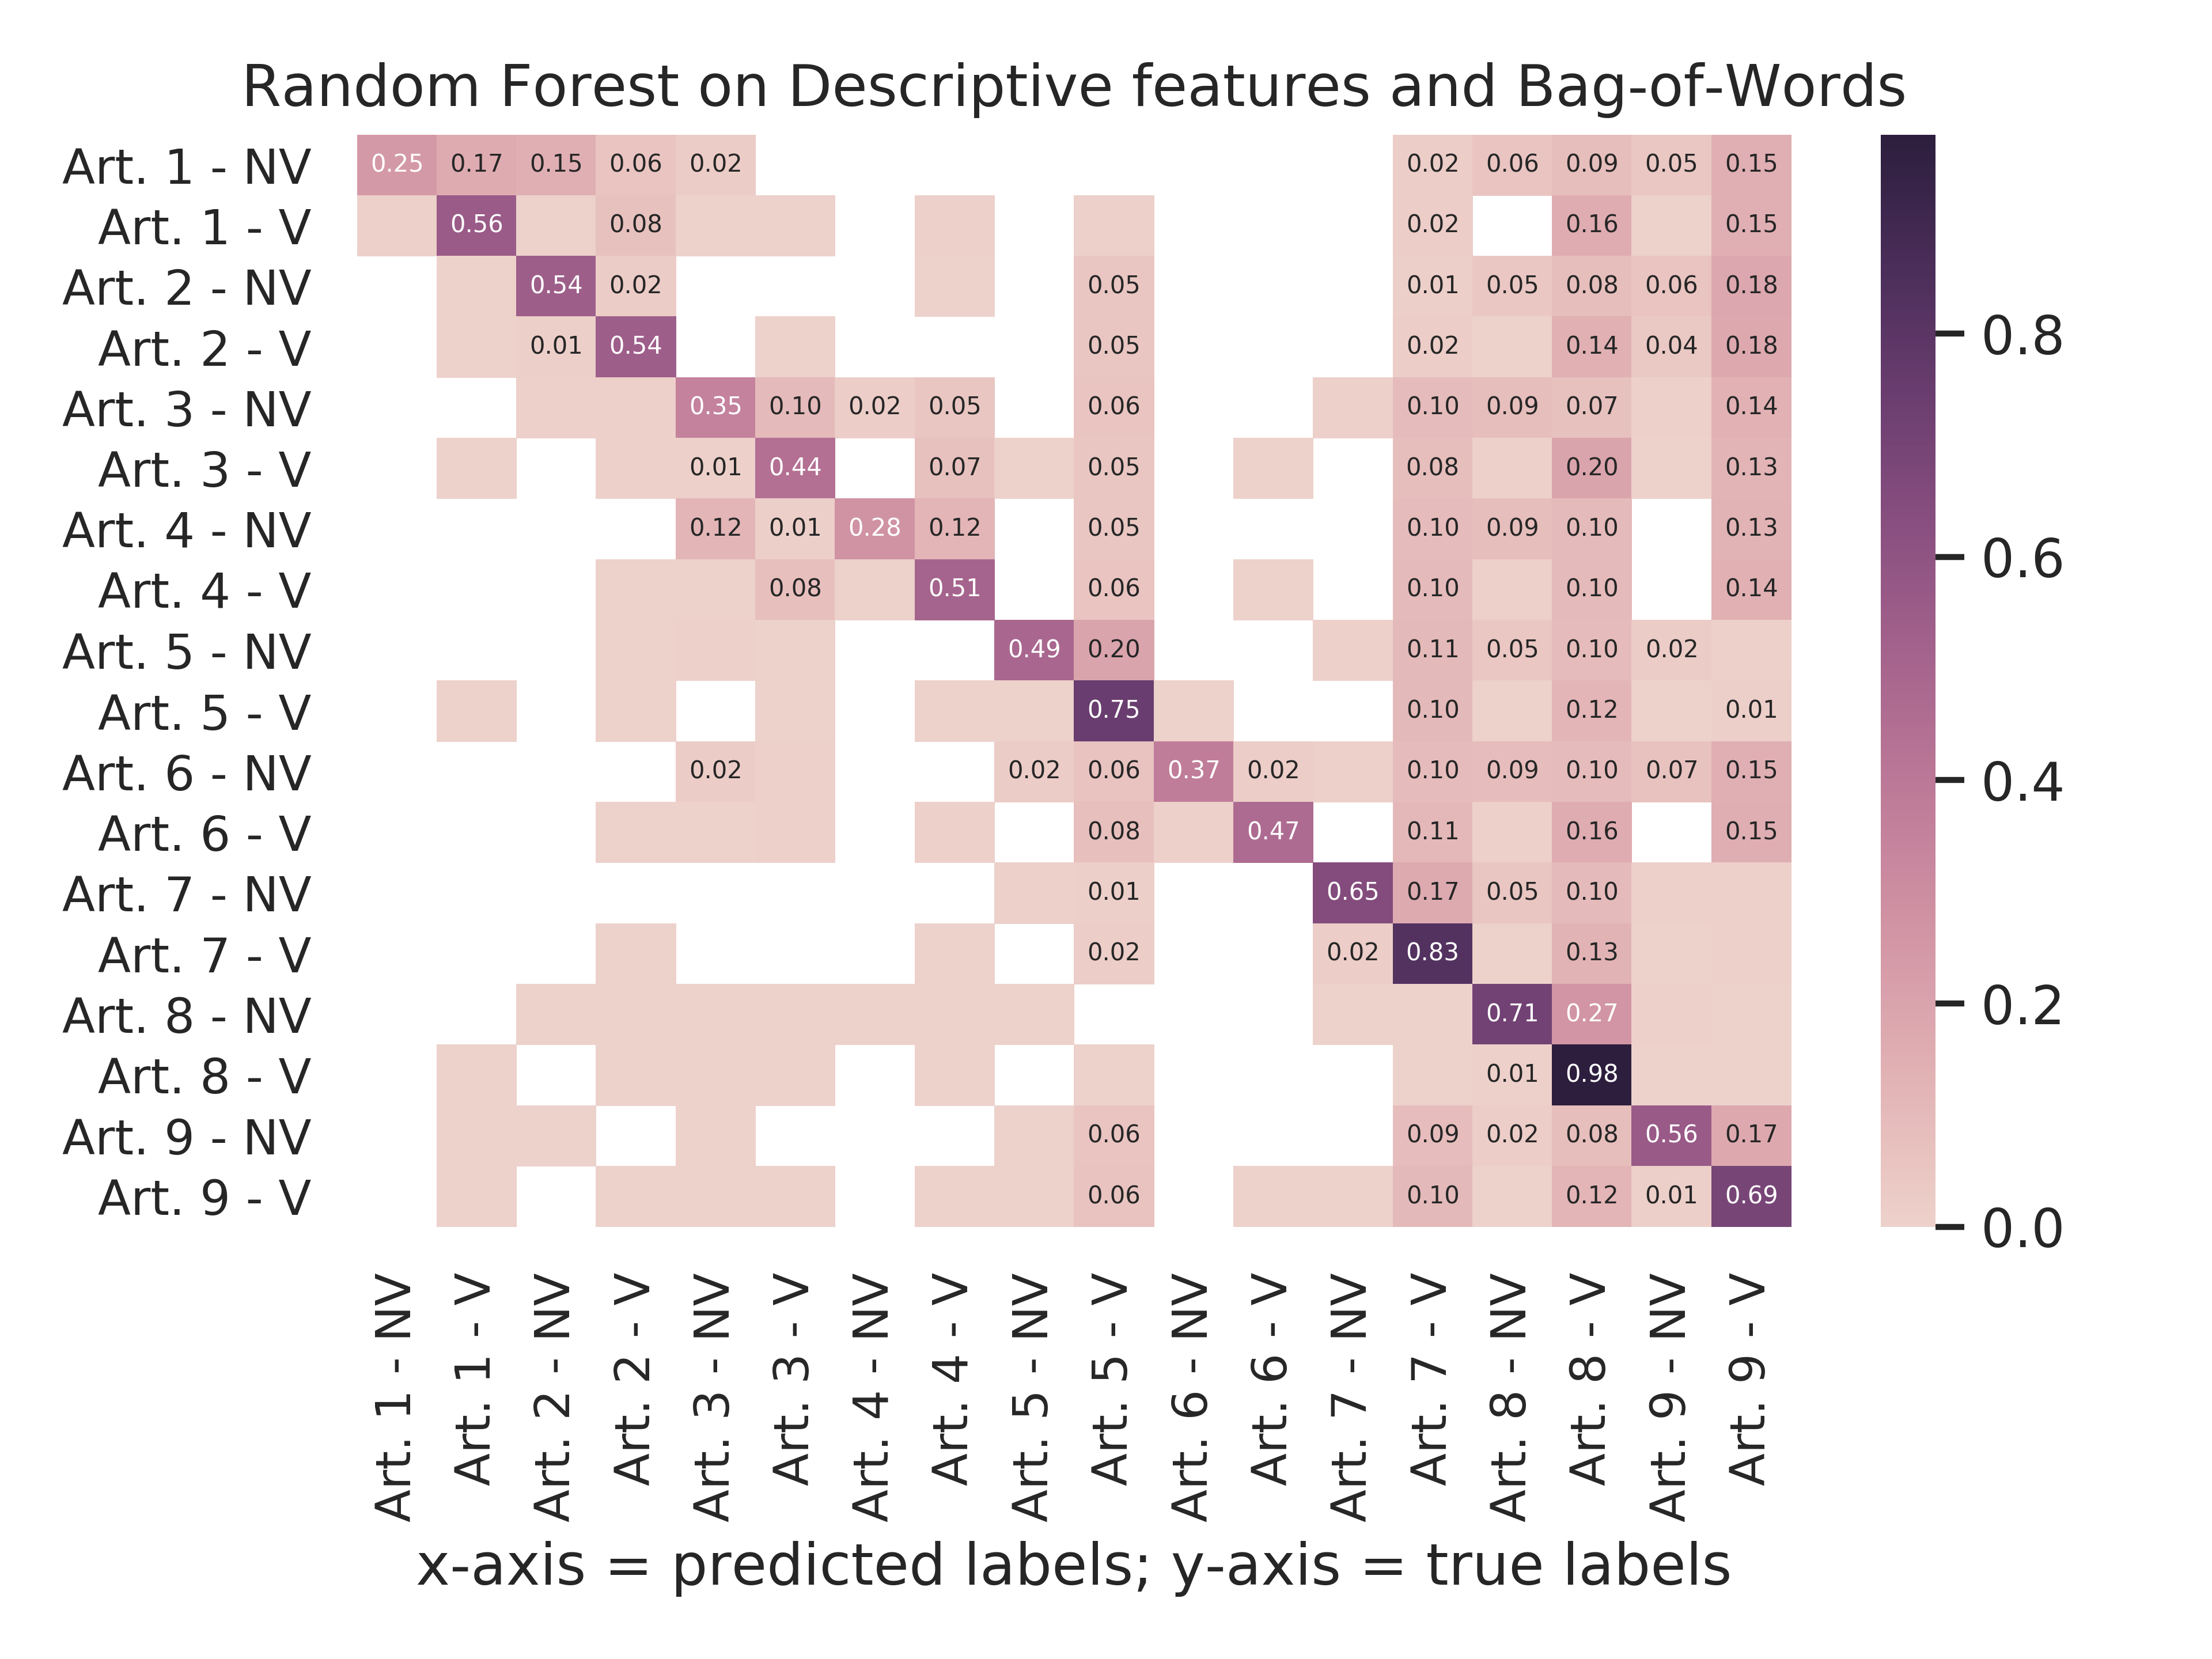 Random Forest on Descriptive features and Bag-of-Words
Art. 1 - NV 0.25 0.17 0.15 0.06 0.02 0.02 0.06 0.09 0.05 0.15
Art. 1 - V 0.56 0.08 0.02 0.16 0.15
Art. 2 - NV 0.54 0.02 0.05 0.01 0.05 0.08 0.06 0.18
Art. 2 - V 0.01 0.54 0.05 0.02 0.14 0.04 0.18
Art. 3 - NV 0.35 0.10 0.02 0.05 0.06 0.10 0.09 0.07 0.14
Art. 3 - V 0.01 0.44 0.07 0.05 0.08 0.20 0.13
Art. 4 - NV 0.12 0.01 0.28 0.12 0.05 0.10 0.09 0.10 0.13
Art. 4 - V 0.08 0.51 0.06 0.10 0.10 0.14
Art. 5 - NV 0.49 0.20 0.11 0.05 0.10 0.02
Art. 5 - V 0.75 0.10 0.12 0.01
Art. 6 - NV 0.02 0.02 0.06 0.37 0.02 0.10 0.09 0.10 0.07 0.15
Art. 6 - V 0.08 0.47 0.11 0.16 0.15
Art. 7 - NV 0.01 0.65 0.17 0.05 0.10
Art. 7 - V 0.02 0.02 0.83 0.13
Art. 8 - NV 0.71 0.27
Art. 8 - V 0.01 0.98
Art. 9 - NV 0.06 0.09 0.02 0.08 0.56 0.17
Art. 9 - V 0.06 0.10 0.12 0.01 0.69
0.8
0.6
0.4
0.2
0.0
Art. 1 - NV
Art. 1 - V
Art. 2 - NV
Art. 2 - V
Art. 3 - NV
Art. 3 - V
Art. 4 - NV
Art. 4 - V
Art. 5 - NV
Art. 5 - V
Art. 6 - NV
Art. 6 - V
Art. 7 - NV
Art. 7 - V
Art. 8 - NV
Art. 8 - V
Art. 9 - NV
Art. 9 - V
x-axis = predicted labels; y-axis = true labels